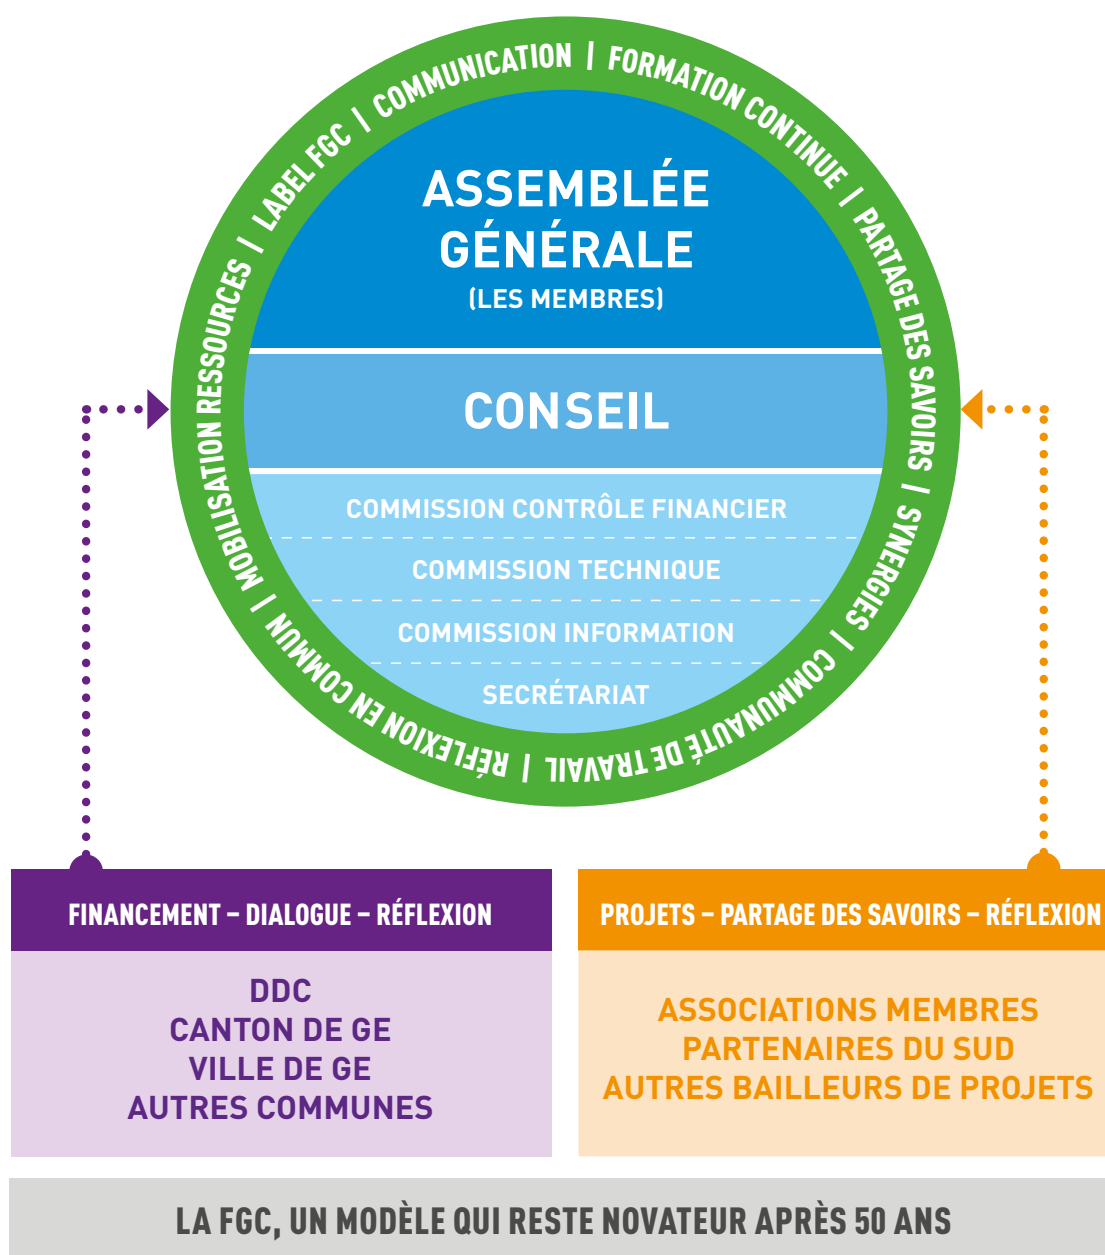 COMMUNICATION | FORMATION CONTINUE | PARTAGE DES SAVOIRS | SYNERGIES | COMMUNAUTÉ DE TRAVAIL | RÉFLEXION EN COMMUN | MOBILISATION RESSOURCES | LABEL FGC |
ASSEMBLÉE
GÉNÉRALE
(LES MEMBRES)
CONSEIL
COMMISSION CONTRÔLE FINANCIER
COMMISSION TECHNIQUE
COMMISSION INFORMATION
SECRÉTARIAT
FINANCEMENT – DIALOGUE – RÉFLEXION
DDC
CANTON DE GE
VILLE DE GE
AUTRES COMMUNES
PROJETS – PARTAGE DES SAVOIRS – RÉFLEXION
ASSOCIATIONS MEMBRES
PARTENAIRES DU SUD
AUTRES BAILLEURS DE PROJETS
LA FGC, UN MODÈLE QUI RESTE NOVATEUR APRÈS 50 ANS